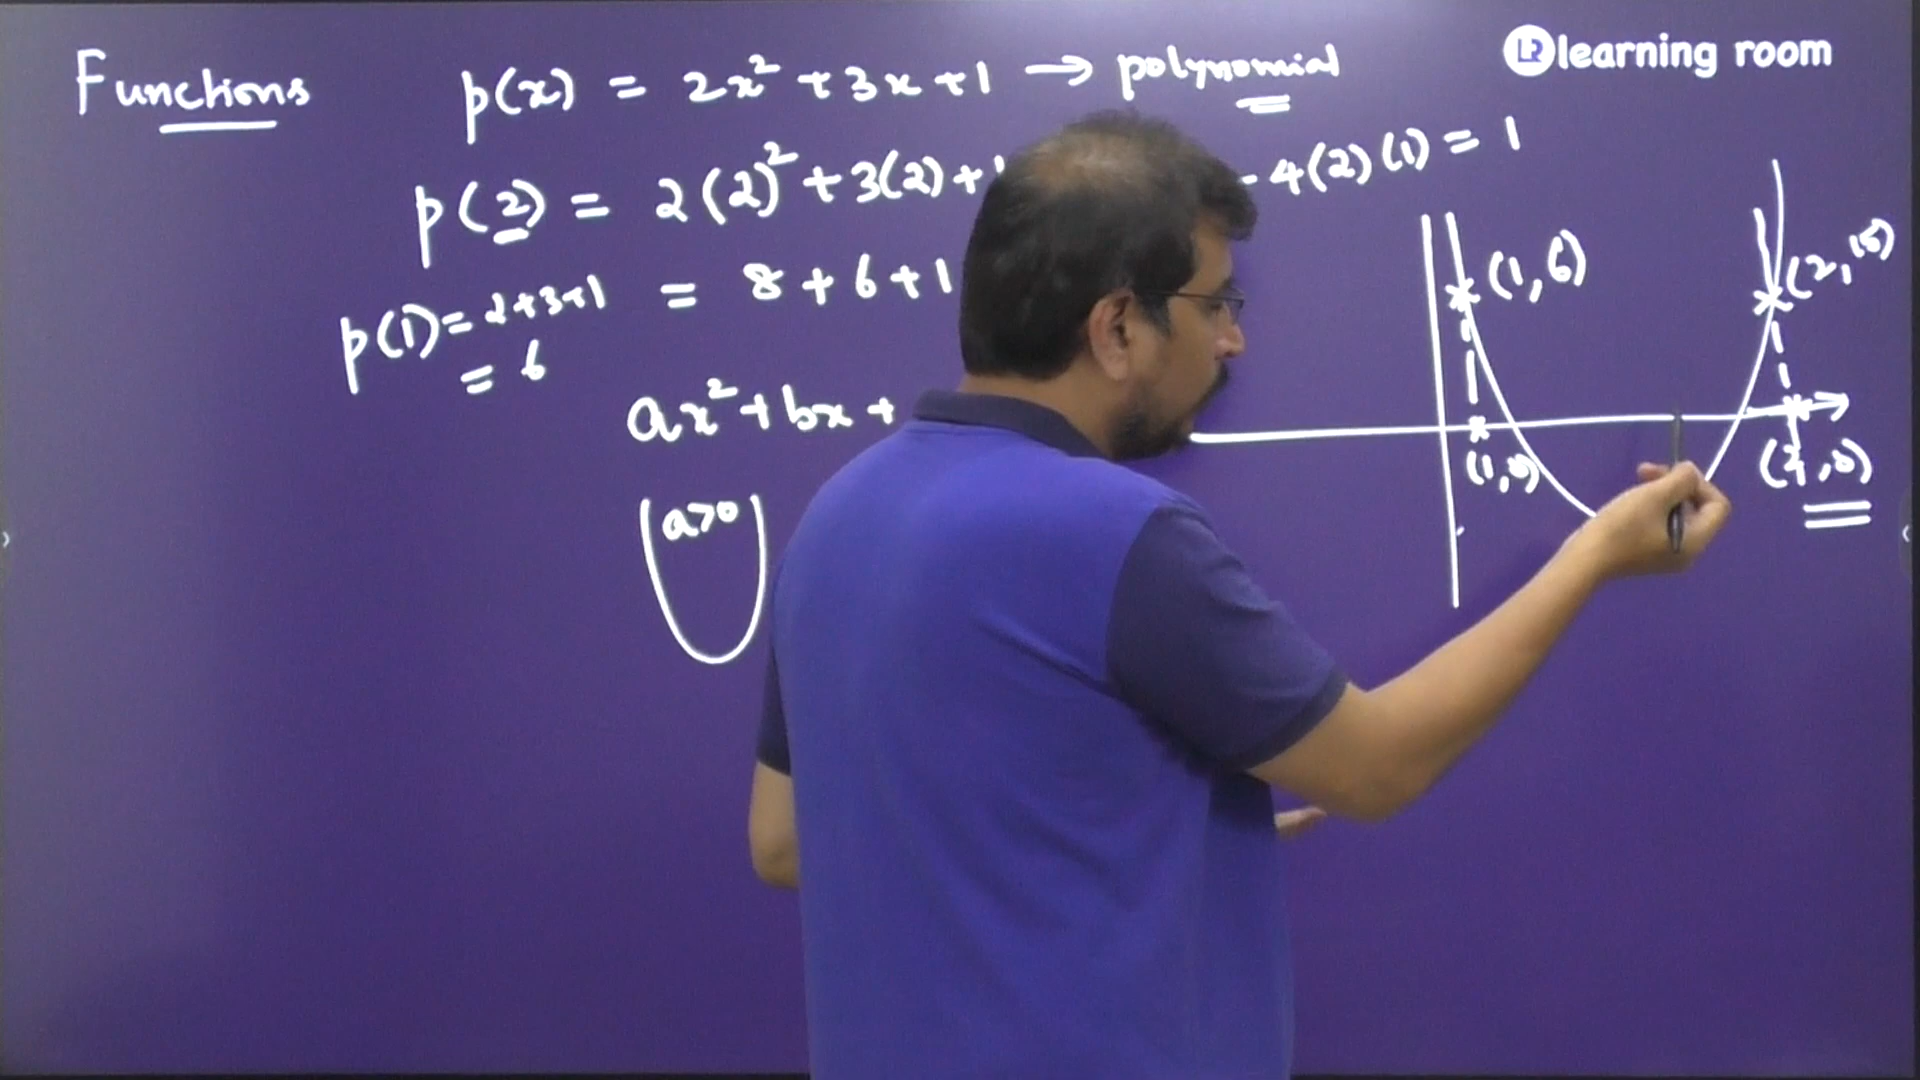 Functions
p(x) = 2x² + 3x + 1 → polynomial
learning room
p(2) = 2(2)² + 3(2) + 1
- 4(2)(1) = 1
= 8 + 6 + 1
p(1) = 2+3+1
= 6
ax² + bx +
a>0
(1, 6)
(2, 15)
(1, 0)
(2, 0)